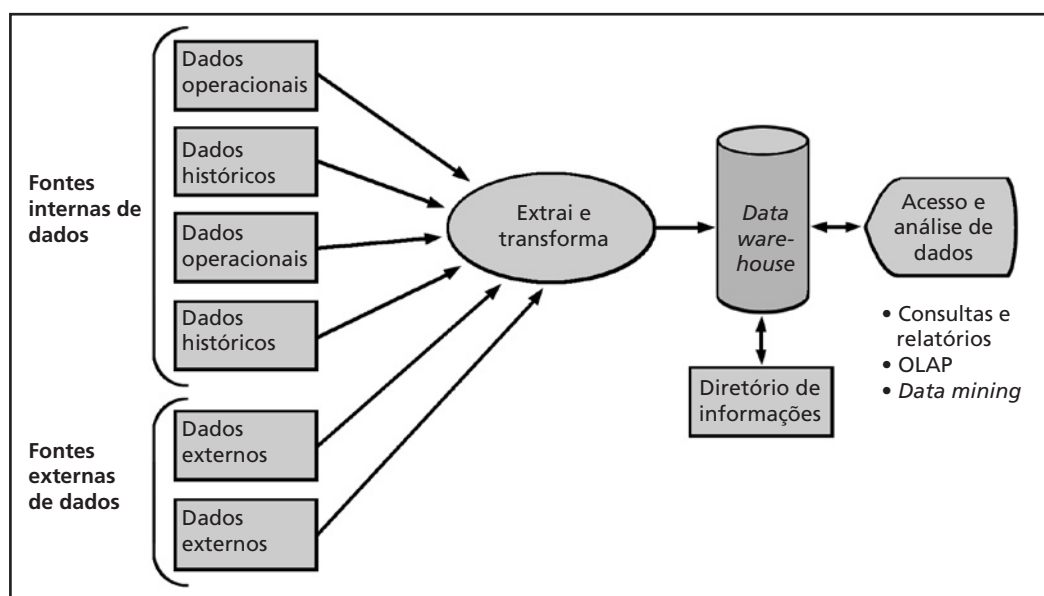 Fontes
internas de
dados
Dados
operacionais
Dados
históricos
Dados
operacionais
Dados
históricos
Fontes
externas
de dados
Dados
externos
Dados
externos
Extrai e
transforma
Data
ware-
house
Diretório de
informações
Acesso e
análise de
dados
• Consultas e
relatórios
• OLAP
• Data mining